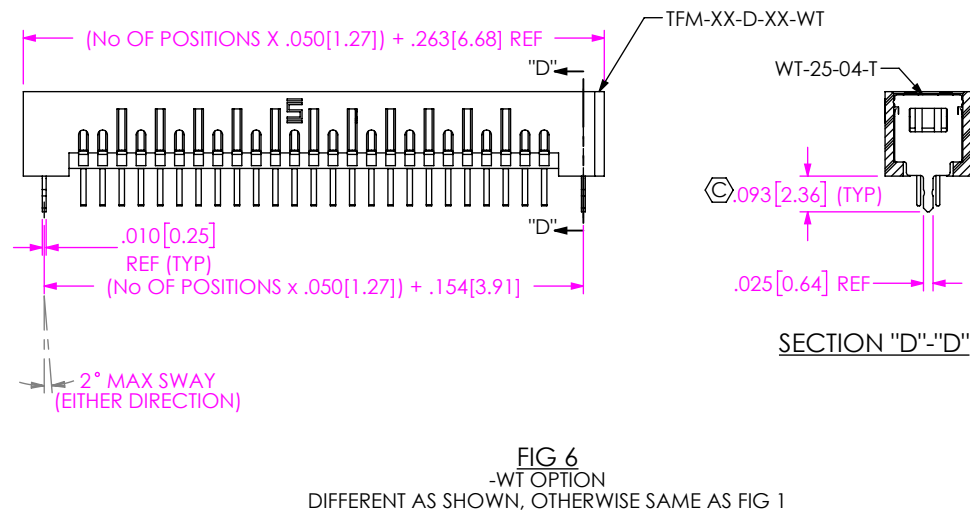 (No OF POSITIONS X .050[1.27]) + .263[6.68] REF
TFM-XX-D-XX-WT
"D"
WT-25-04-T
C .093[2.36] (TYP)
"D"
.010[0.25]
REF (TYP)
(No OF POSITIONS x .050[1.27]) + .154[3.91]
.025[0.64] REF
SECTION "D"-"D"
2° MAX SWAY
(EITHER DIRECTION)
FIG 6
-WT OPTION
DIFFERENT AS SHOWN, OTHERWISE SAME AS FIG 1